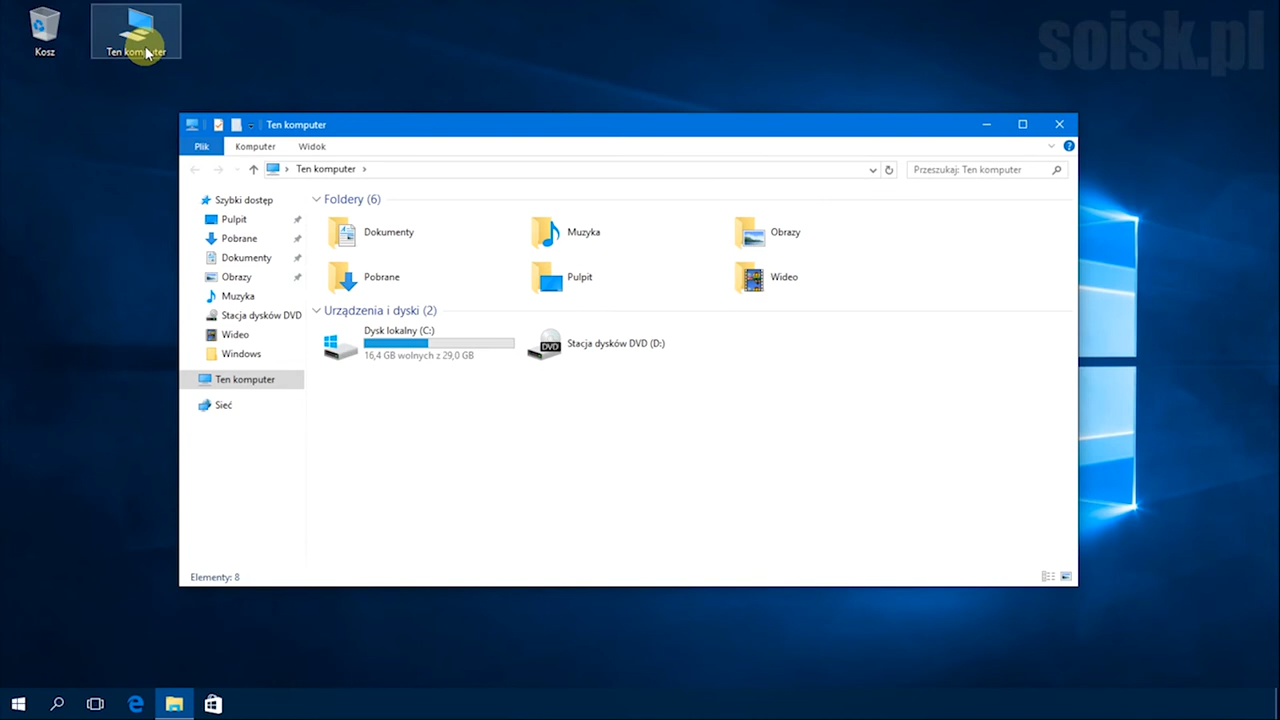 soisk.pl
Kosz
Ten komputer
Ten komputer
Plik Komputer Widok
Ten komputer
Przeszukaj: Ten komputer
Szybki dostęp
Pulpit
Pobrane
Dokumenty
Obrazy
Muzyka
Stacja dysków DVD
Wideo
Windows
Ten komputer
Sieć
Foldery (6)
Dokumenty
Muzyka
Obrazy
Pobrane
Pulpit
Wideo
Urządzenia i dyski (2)
Dysk lokalny (C:)
16,4 GB wolnych z 29,0 GB
DVD
Stacja dysków DVD (D:)
Elementy: 8